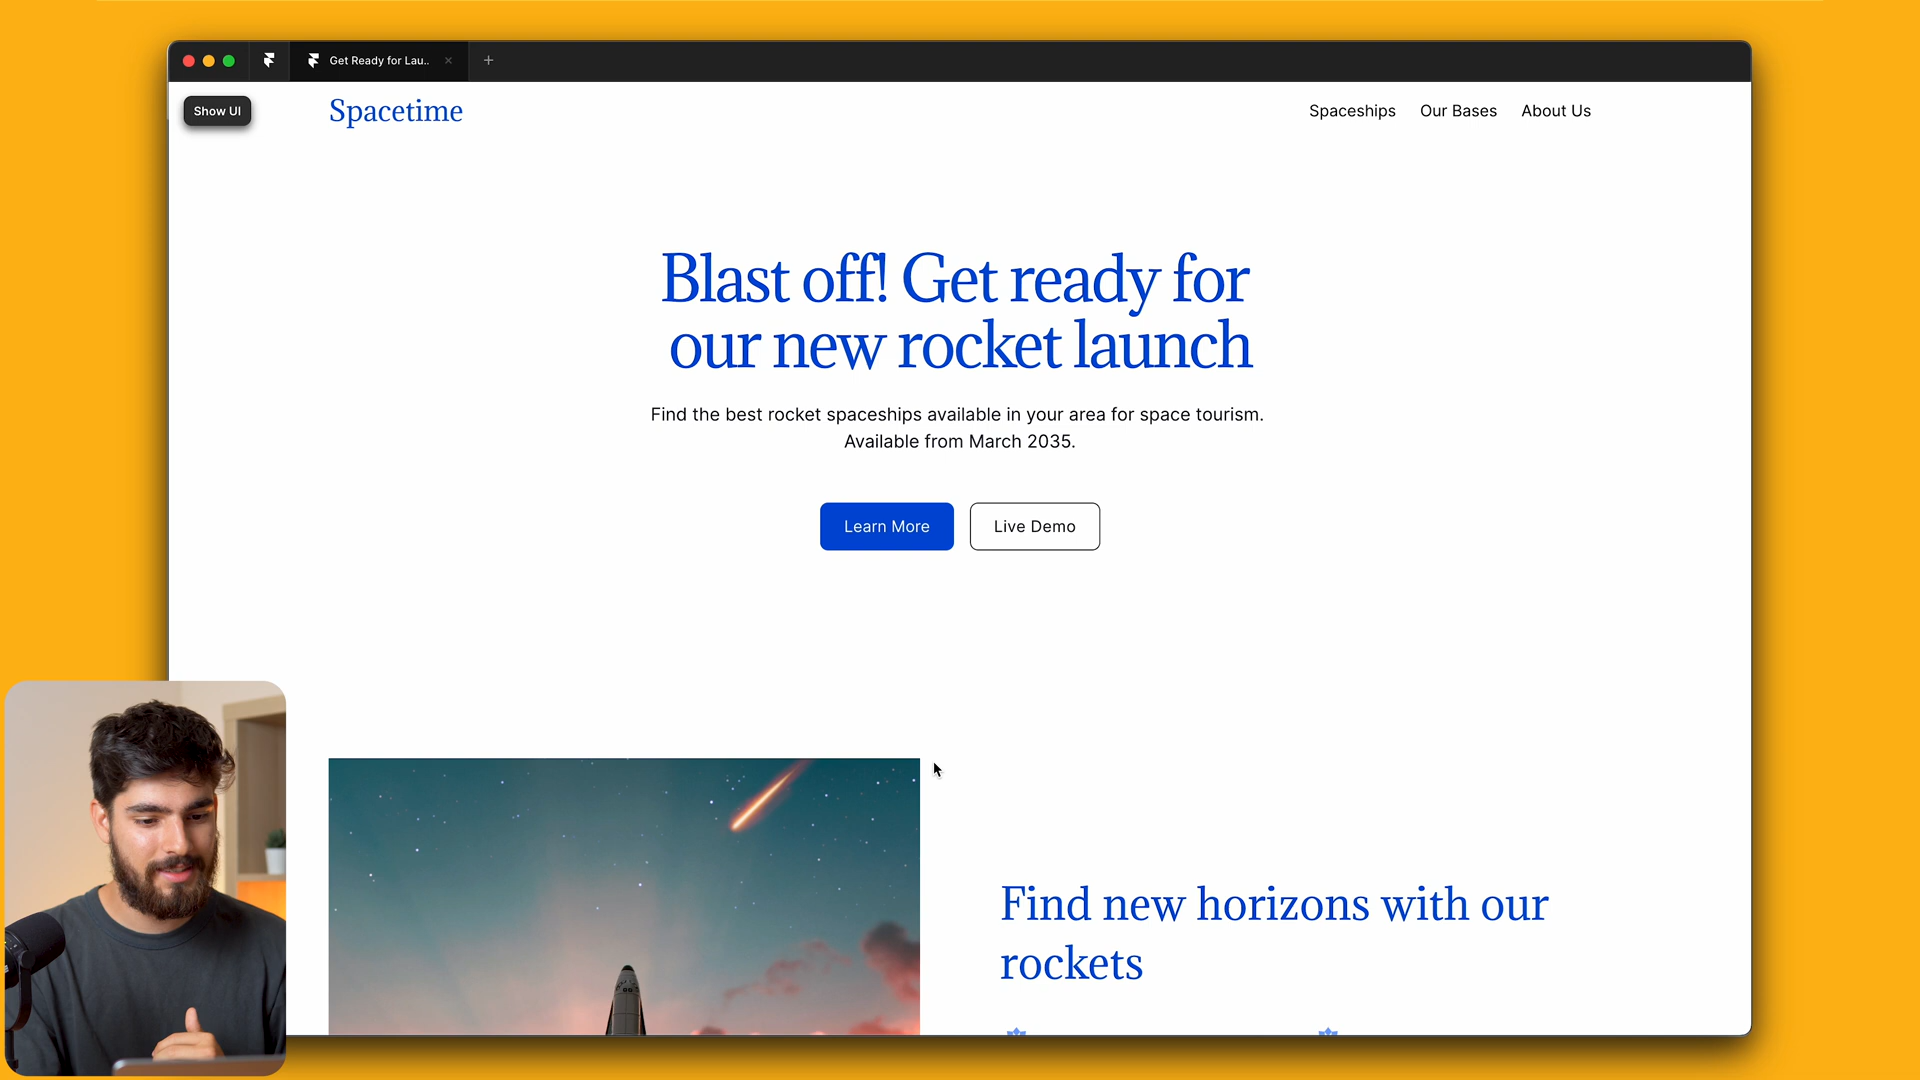 Get Ready for Lau..
Show UI
Spacetime
Spaceships
Our Bases
About Us
Blast off! Get ready for
our new rocket launch
Find the best rocket spaceships available in your area for space tourism.
Available from March 2035.
Learn More
Live Demo
Find new horizons with our
rockets